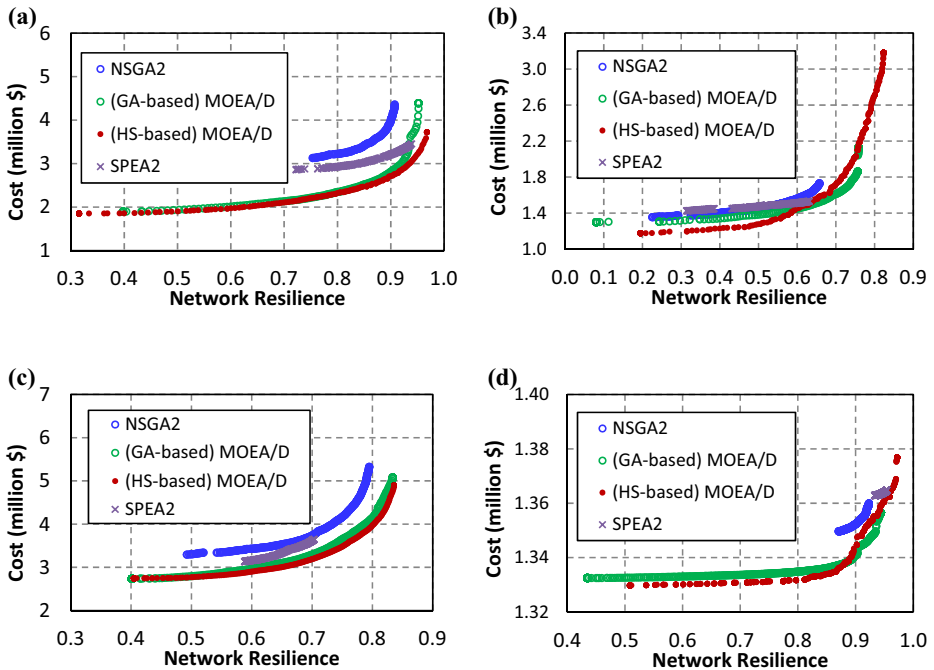 (a)
6
5
4
3
2
1
Cost (million $)
NSGA2
(GA-based) MOEA/D
(HS-based) MOEA/D
SPEA2
0.3 0.4 0.5 0.6 0.7 0.8 0.9 1.0
Network Resilience
(b)
3.4
3.0
2.6
2.2
1.8
1.4
1.0
Cost (million $)
NSGA2
(GA-based) MOEA/D
(HS-based) MOEA/D
SPEA2
0.0 0.1 0.2 0.3 0.4 0.5 0.6 0.7 0.8 0.9
Network Resilience
(c)
7
6
5
4
3
2
Cost (million $)
NSGA2
(GA-based) MOEA/D
(HS-based) MOEA/D
SPEA2
0.3 0.4 0.5 0.6 0.7 0.8 0.9
Network Resilience
(d)
1.40
1.38
1.36
1.34
1.32
Cost (million $)
NSGA2
(GA-based) MOEA/D
(HS-based) MOEA/D
SPEA2
0.4 0.5 0.6 0.7 0.8 0.9 1.0
Network Resilience